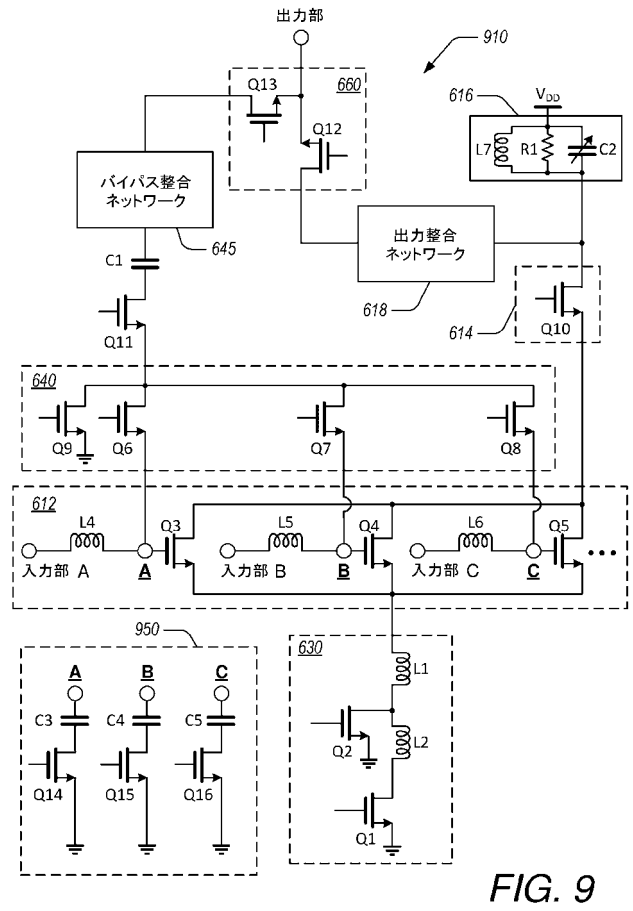 出力部
910
Q13
660
Q12
616
VDD
L7
R1
C2
バイパス整合
ネットワーク
645
C1
出力整合
ネットワーク
618
614
Q10
Q11
640
Q9
Q6
Q7
Q8
612
L4
Q3
L5
Q4
L6
Q5
入力部 A
A
入力部 B
B
入力部 C
C
950
A
B
C
C3
C4
C5
Q14
Q15
Q16
630
L1
Q2
L2
Q1
FIG. 9